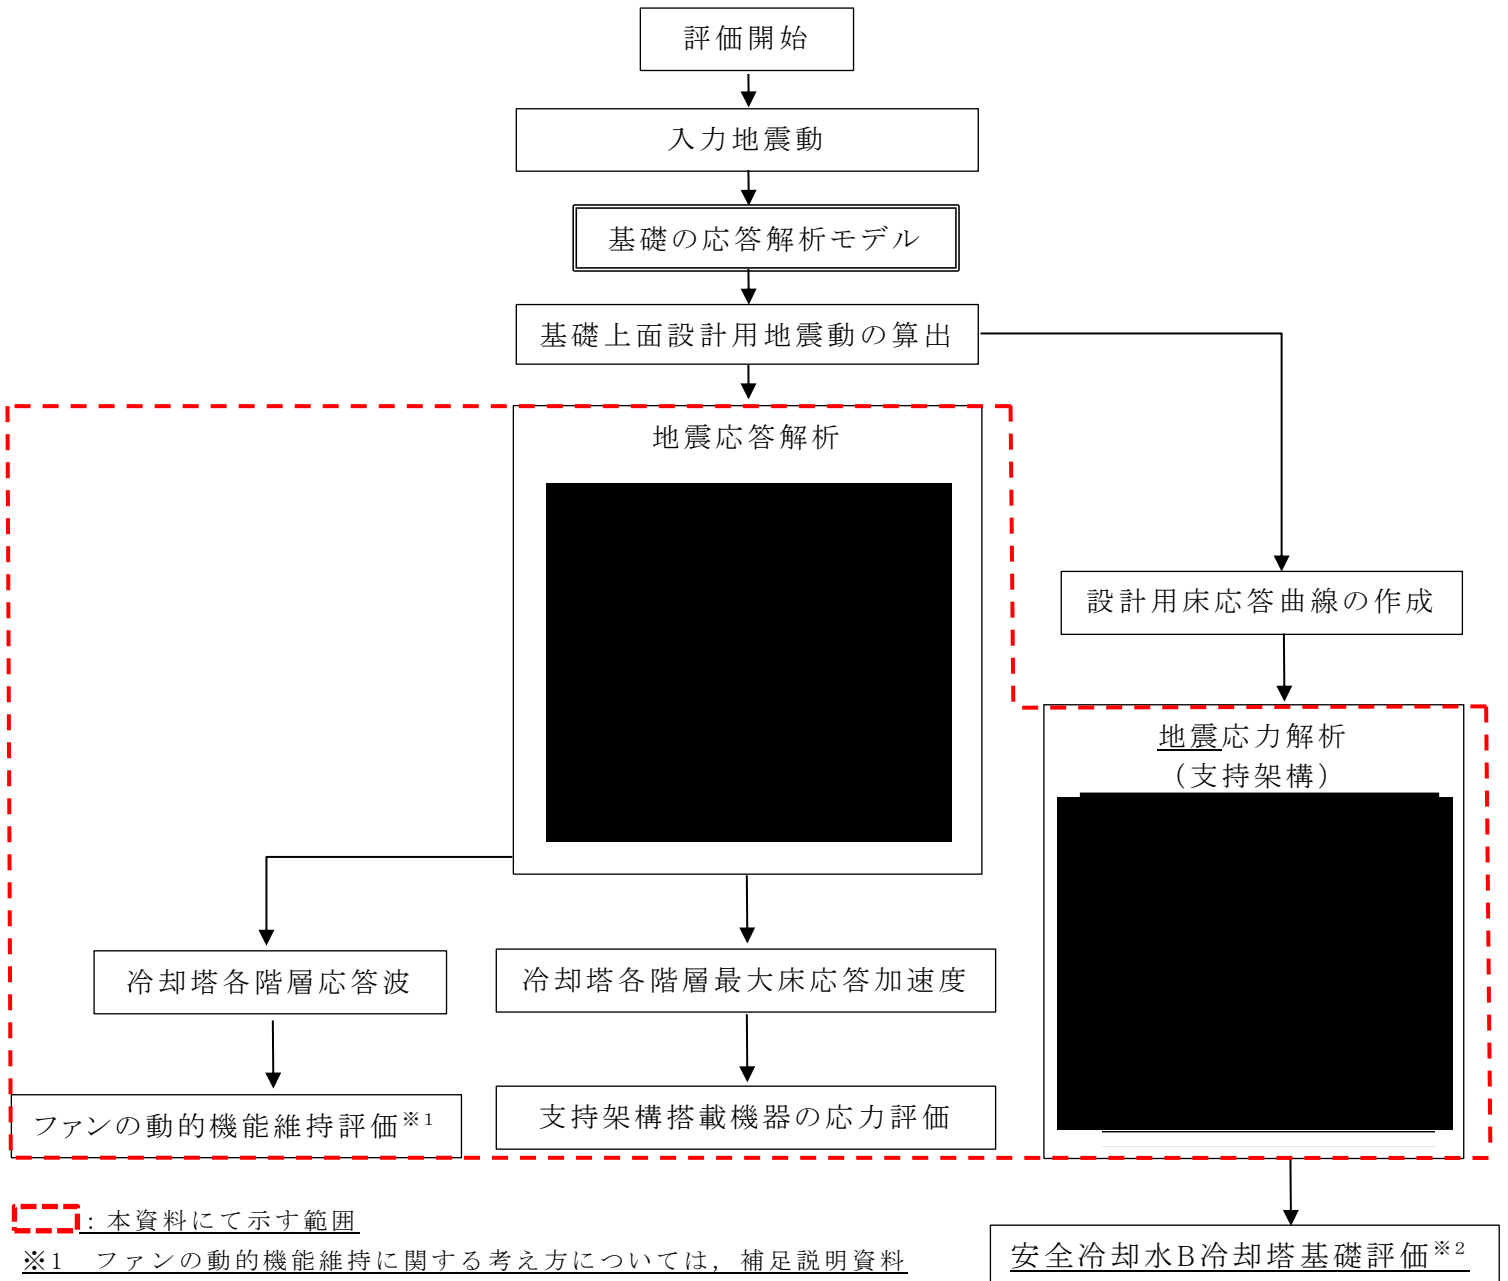 評価開始
入力地震動
基礎の応答解析モデル
基礎上面設計用地震動の算出
地震応答解析
設計用床応答曲線の作成
地震応力解析
（支持架構）
冷却塔各階層応答波
冷却塔各階層最大床応答加速度
ファンの動的機能維持評価※1
支持架構搭載機器の応力評価
：本資料にて示す範囲
※1　ファンの動的機能維持に関する考え方については，補足説明資料
安全冷却水B冷却塔基礎評価※2